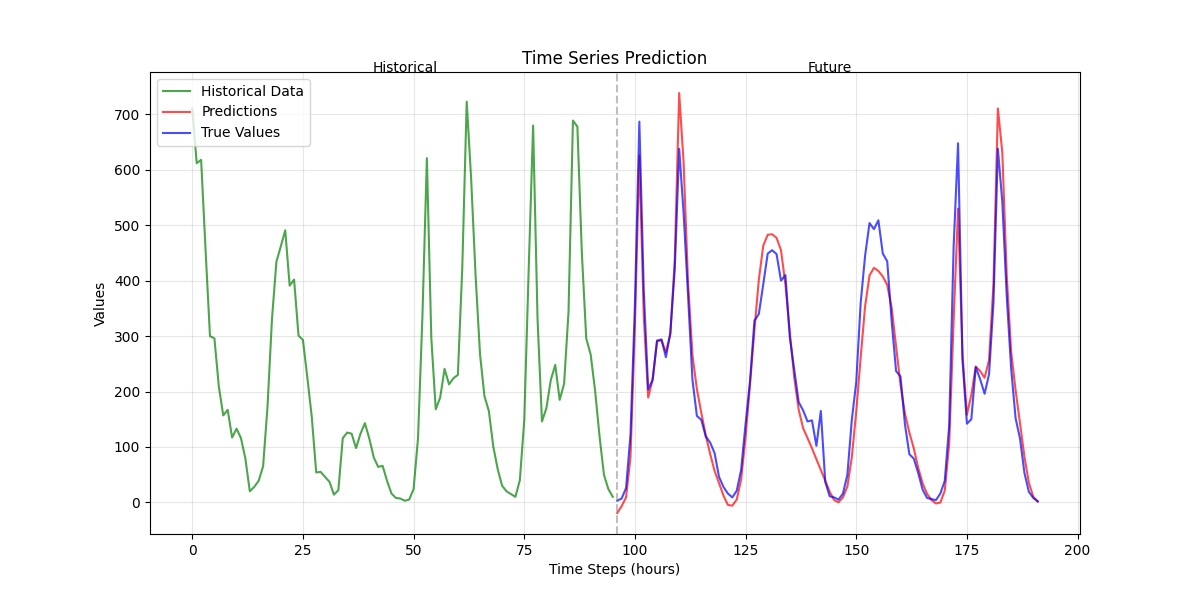 Time Series Prediction
Historical
Future
Historical Data
Predictions
True Values
Values
700
600
500
400
300
200
100
0
0
25
50
75
100
125
150
175
200
Time Steps (hours)